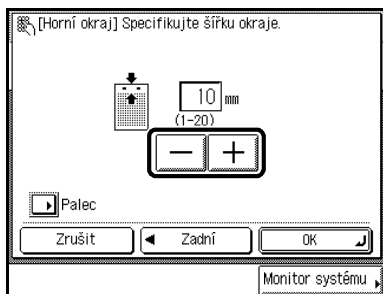 [Horní okraj] Specifikujte šířku okraje.
10 mm
(1-20)
− +
Palec
Zrušit ◀ Zadní OK
Monitor systému